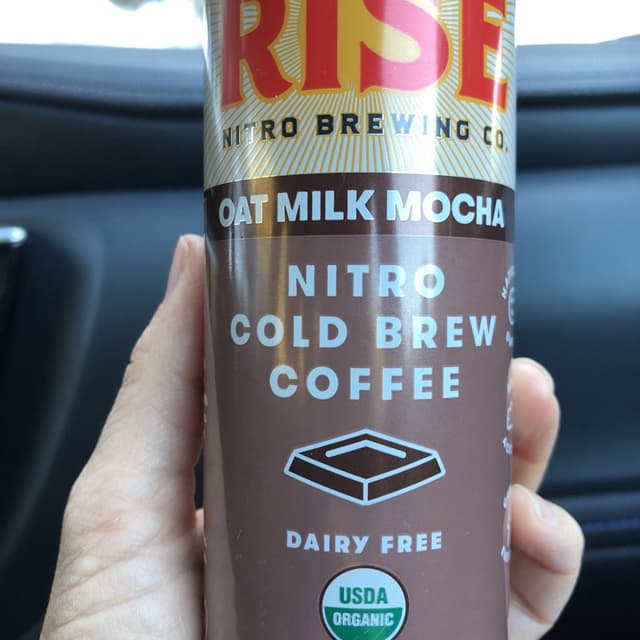 RISE
NITRO BREWING CO.
OAT MILK MOCHA
NITRO
COLD BREW
COFFEE
DAIRY FREE
USDA
ORGANIC